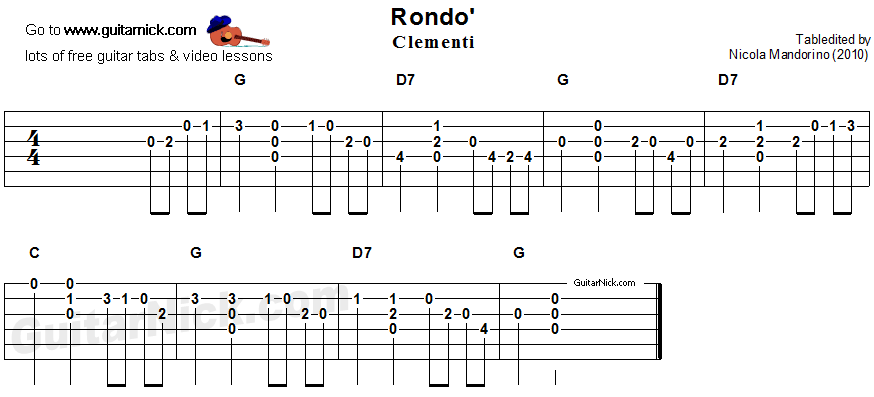 Rondo'
Clementi
Go to www.guitarnick.com
lots of free guitar tabs & video lessons
Tabledited by
Nicola Mandorino (2010)
G D7 G D7
0 1 3 0 1 0 1 0 0 1 0 1 3
0 2 0 2 0 2 0 0 0 2 0 0 2 2 2
4 0 4 2 4 0 4 0
4
4
C G D7 G
GuitarNick.com
0 0
1 3 1 0 3 3 1 0 1 1 0 0
0 2 0 2 0 2 2 0 0 0
0 0 4 0
GuitarNick.com